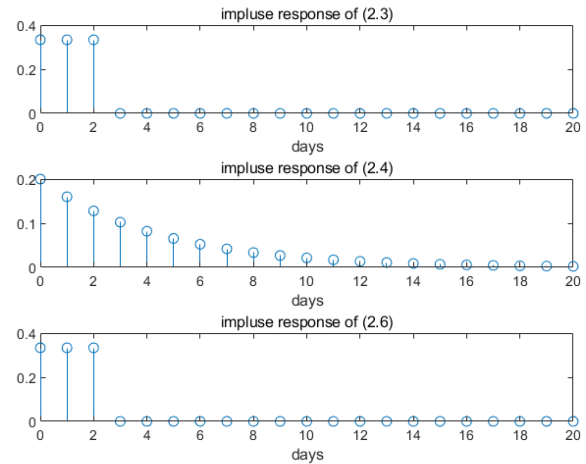 impluse response of (2.3)
0.4
0.2
0
0 2 4 6 8 10 12 14 16 18 20
days
impluse response of (2.4)
0.2
0.1
0
0 2 4 6 8 10 12 14 16 18 20
days
impluse response of (2.6)
0.4
0.2
0
0 2 4 6 8 10 12 14 16 18 20
days